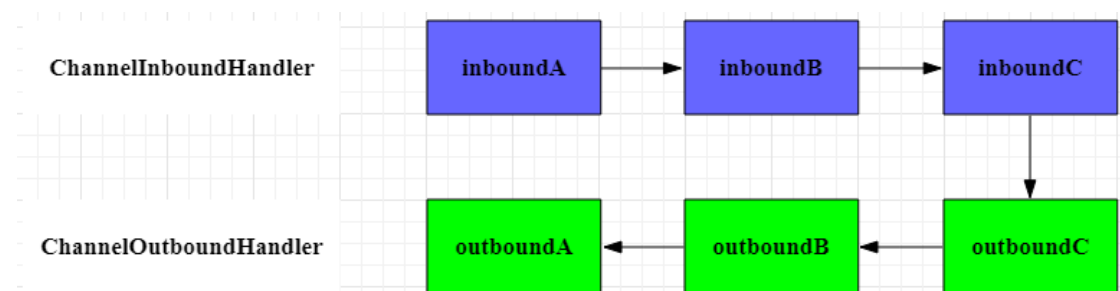 ChannelInboundHandler
inboundA
inboundB
inboundC
ChannelOutboundHandler
outboundA
outboundB
outboundC